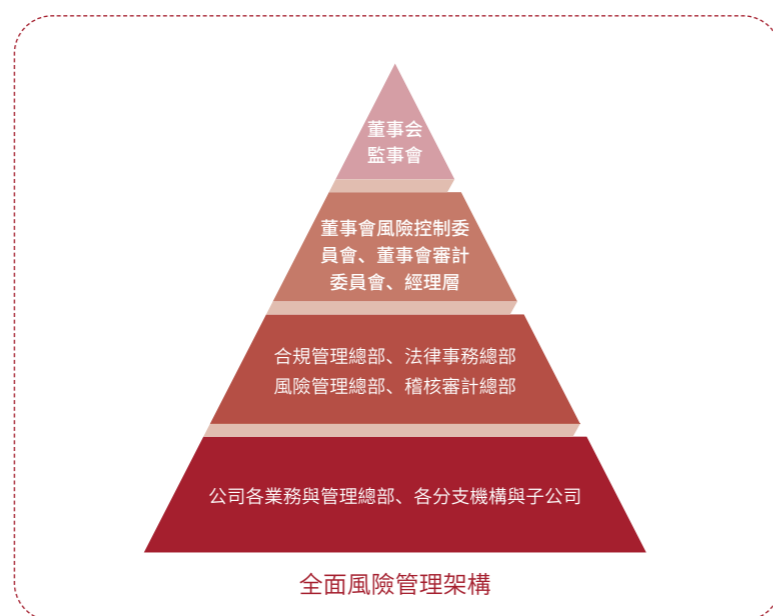 董事会
監事會
董事會風險控制委
員會、董事會審計
委員會、經理層
合規管理總部、法律事務總部
風險管理總部、稽核審計總部
公司各業務與管理總部、各分支機構與子公司
全面風險管理架構